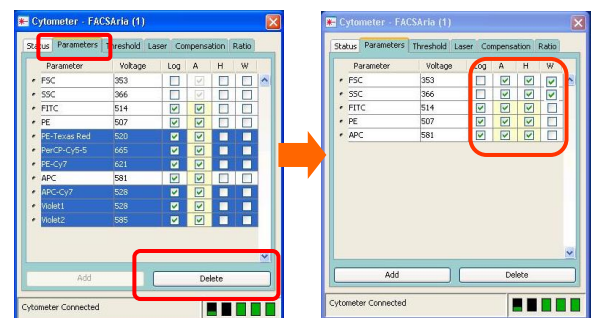 Cytometer - FACSAria (1)
Status Parameters Threshold Laser Compensation Ratio
Parameter Voltage Log A H W
FSC 353
SSC 366
FITC 514
PE 507
PE-Texas Red 520
PerCP-Cy5-5 665
PE-Cy7 621
APC 581
APC-Cy7 528
Violet1 528
Violet2 585
Add Delete
Cytometer Connected
Cytometer - FACSAria (1)
Status Parameters Threshold Laser Compensation Ratio
Parameter Voltage Log A H W
FSC 353
SSC 366
FITC 514
PE 507
APC 581
Add Delete
Cytometer Connected